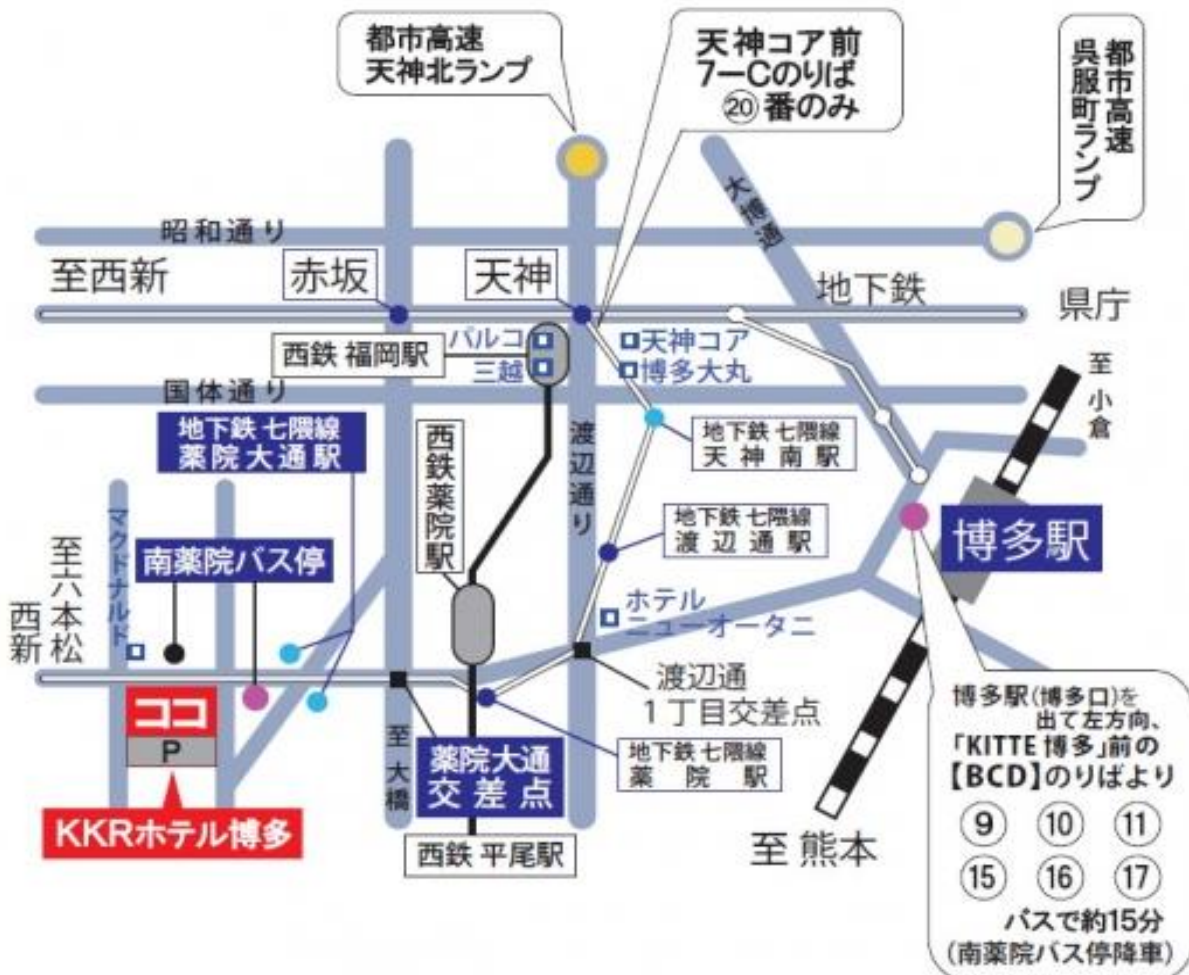 都市高速
天神北ランプ
天神コア前
7ーCのりば
⑳番のみ
都市高速
呉服町ランプ
大博通
昭和通り
至西新
赤坂
天神
地下鉄
県庁
西鉄 福岡駅
パルコ
三越
天神コア
博多大丸
国体通り
至 小倉
地下鉄 七隈線
薬院大通駅
西鉄薬院駅
渡辺通り
地下鉄 七隈線
天神南駅
地下鉄 七隈線
渡辺通駅
博多駅
マクドナルド
南薬院バス停
至六本松
西新
ホテル
ニューオータニ
渡辺通
1丁目交差点
ココ
P
KKRホテル博多
至大橋
薬院大通
交差点
地下鉄 七隈線
薬院駅
西鉄 平尾駅
至 熊本
博多駅(博多口)を
出て左方向、
「KITTE 博多」前の
【BCD】のりばより
⑨ ⑩ ⑪
⑮ ⑯ ⑰
バスで約15分
(南薬院バス停降車)